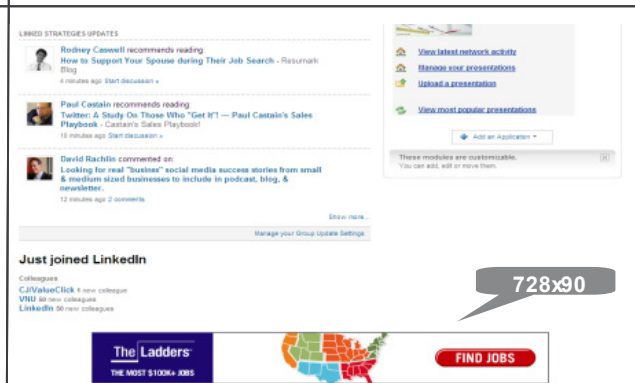 LINKED STRATEGIES UPDATES
Rodney Caswell recommends reading:
How to Support Your Spouse during Their Job Search - Resumark
Blog
4 minutes ago Start discussion »
Paul Castain recommends reading:
Twitter: A Study On Those Who "Get It"! — Paul Castain's Sales
Playbook - Castain's Sales Playbook!
10 minutes ago Start discussion »
David Rachlin commented on:
Looking for real "business" social media success stories from small
& medium sized businesses to include in podcast, blog, &
newsletter.
12 minutes ago 2 comments
Show more...
Manage your Group Update Settings
View latest network activity
Manage your presentations
Upload a presentation
View most popular presentations
Add an Application
These modules are customizable.
You can add, edit or move them.
Just joined LinkedIn
Colleagues
CJ/ValueClick 1 new colleague
VNU 60 new colleagues
LinkedIn 50 new colleagues
728x90
The Ladders
THE MOST $100K+ JOBS
FIND JOBS